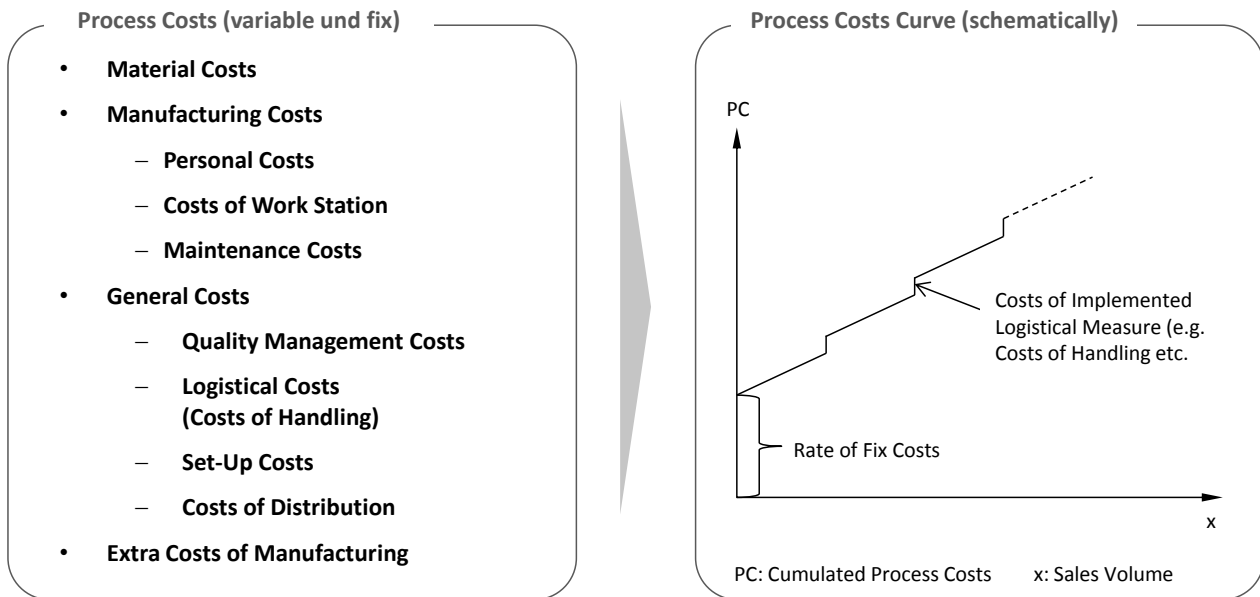 Process Costs (variable und fix)
• Material Costs
• Manufacturing Costs
– Personal Costs
– Costs of Work Station
– Maintenance Costs
• General Costs
– Quality Management Costs
– Logistical Costs
(Costs of Handling)
– Set-Up Costs
– Costs of Distribution
• Extra Costs of Manufacturing
Process Costs Curve (schematically)
PC
Costs of Implemented
Logistical Measure (e.g.
Costs of Handling etc.
Rate of Fix Costs
x
PC: Cumulated Process Costs x: Sales Volume